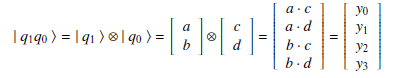 | q₁q₀ ⟩ = | q₁ ⟩ ⊗ | q₀ ⟩ = [ a b ] ⊗ [ c d ] = [ a · c a · d b · c b · d ] = [ y₀ y₁ y₂ y₃ ]